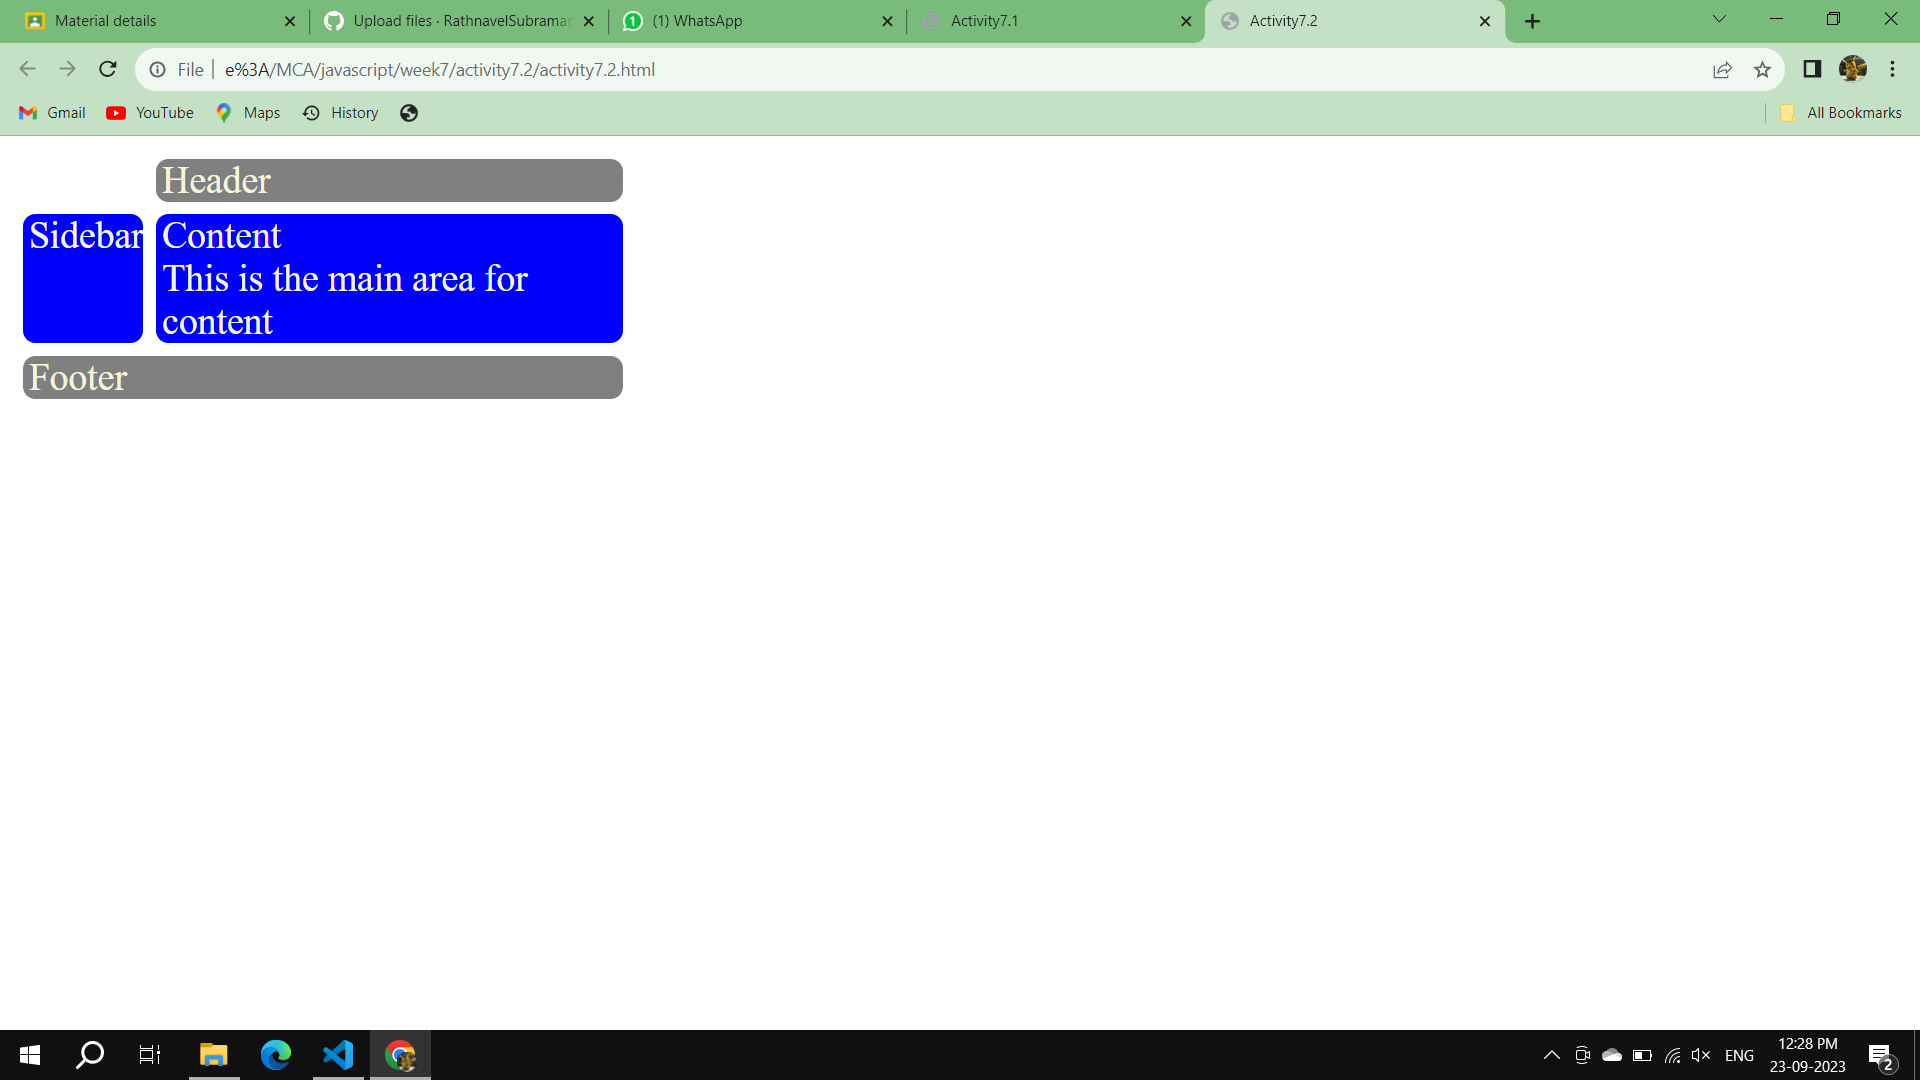 Material details
Upload files · RathnavelSubramar
(1) WhatsApp
Activity7.1
Activity7.2
File | e%3A/MCA/javascript/week7/activity7.2/activity7.2.html
Gmail
YouTube
Maps
History
All Bookmarks
Header
Sidebar
Content
This is the main area for
content
Footer
ENG
12:28 PM
23-09-2023
2